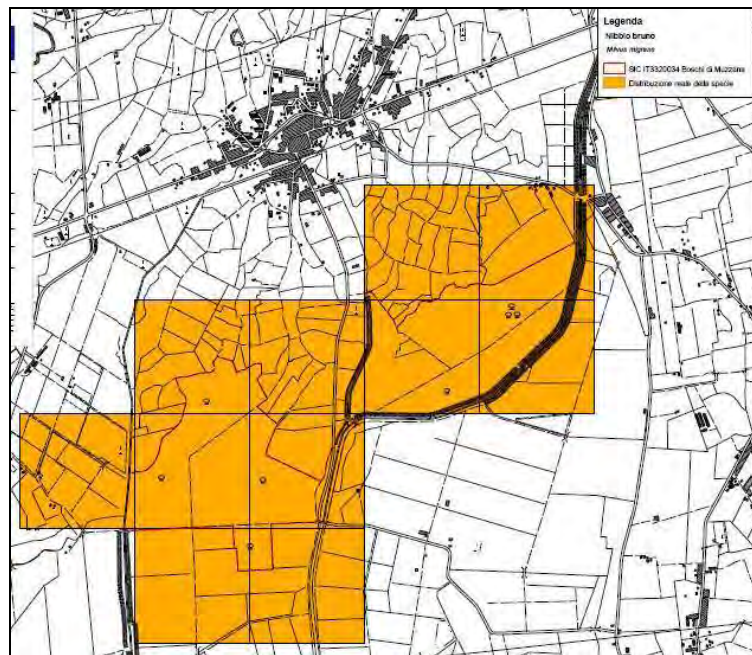 Legenda
Nibbio bruno
Milvus migrans
SIC IT3320034 Boschi di Muzzana
Distribuzione reale della specie